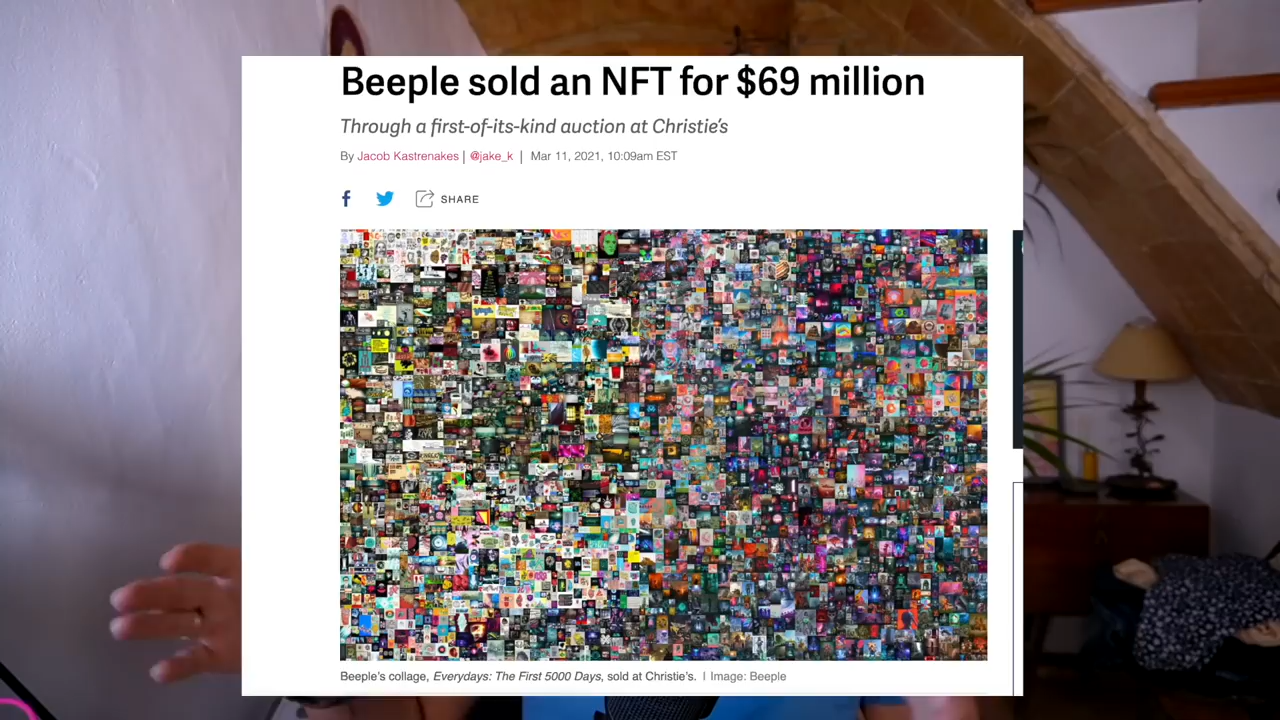 Beeple sold an NFT for $69 million
Through a first-of-its-kind auction at Christie's
By Jacob Kastrenakes | @jake_k | Mar 11, 2021, 10:09am EST
SHARE
Beeple's collage, Everydays: The First 5000 Days, sold at Christie's. | Image: Beeple